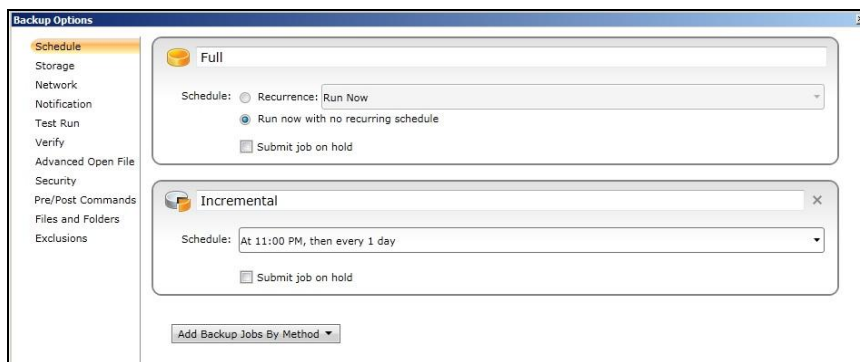 Backup Options
Schedule
Storage
Network
Notification
Test Run
Verify
Advanced Open File
Security
Pre/Post Commands
Files and Folders
Exclusions
Full
Schedule: Recurrence: Run Now
Run now with no recurring schedule
Submit job on hold
Incremental
Schedule: At 11:00 PM, then every 1 day
Submit job on hold
Add Backup Jobs By Method